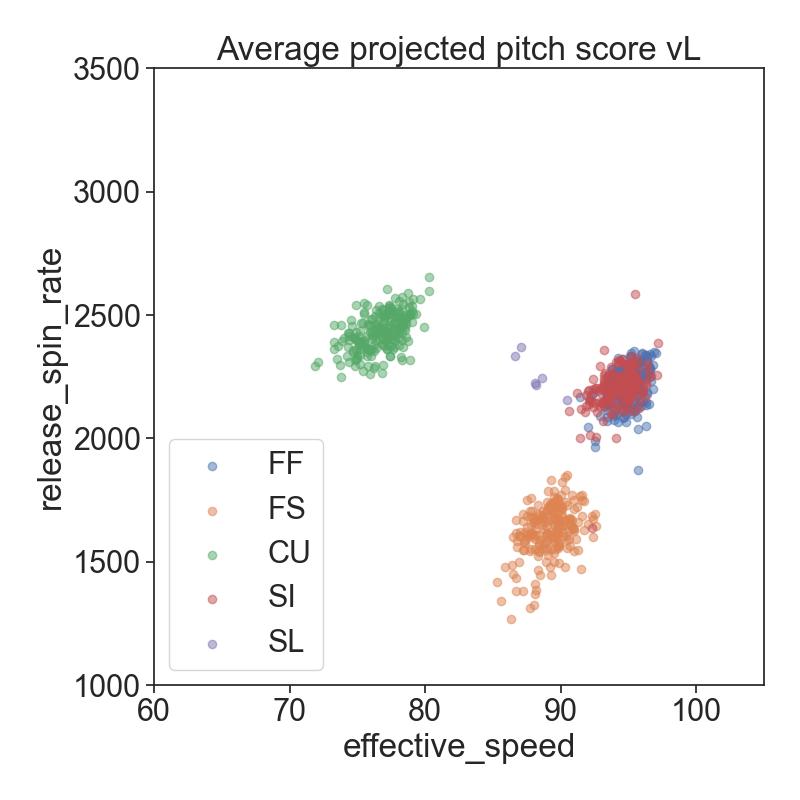 Average projected pitch score vL
release_spin_rate
3500
3000
2500
2000
1500
1000
FF
FS
CU
SI
SL
60 70 80 90 100
effective_speed